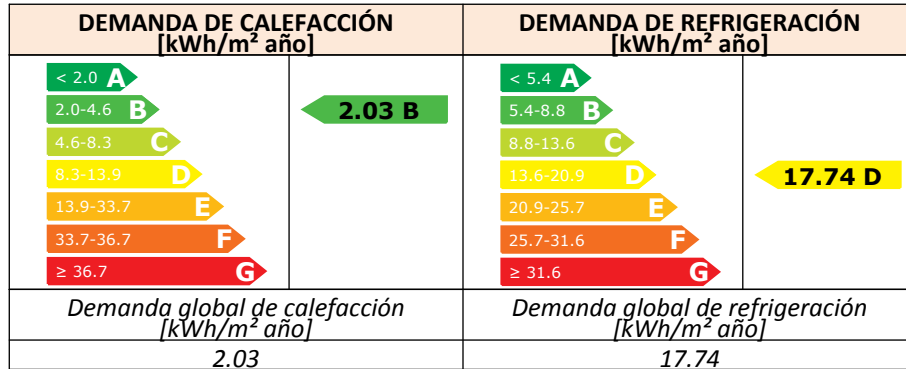 DEMANDA DE CALEFACCIÓN
[kWh/m² año]
DEMANDA DE REFRIGERACIÓN
[kWh/m² año]
< 2.0 A
2.0-4.6 B
4.6-8.3 C
8.3-13.9 D
13.9-33.7 E
33.7-36.7 F
≥ 36.7 G
2.03 B
< 5.4 A
5.4-8.8 B
8.8-13.6 C
13.6-20.9 D
20.9-25.7 E
25.7-31.6 F
≥ 31.6 G
17.74 D
Demanda global de calefacción
[kWh/m² año]
Demanda global de refrigeración
[kWh/m² año]
2.03
17.74